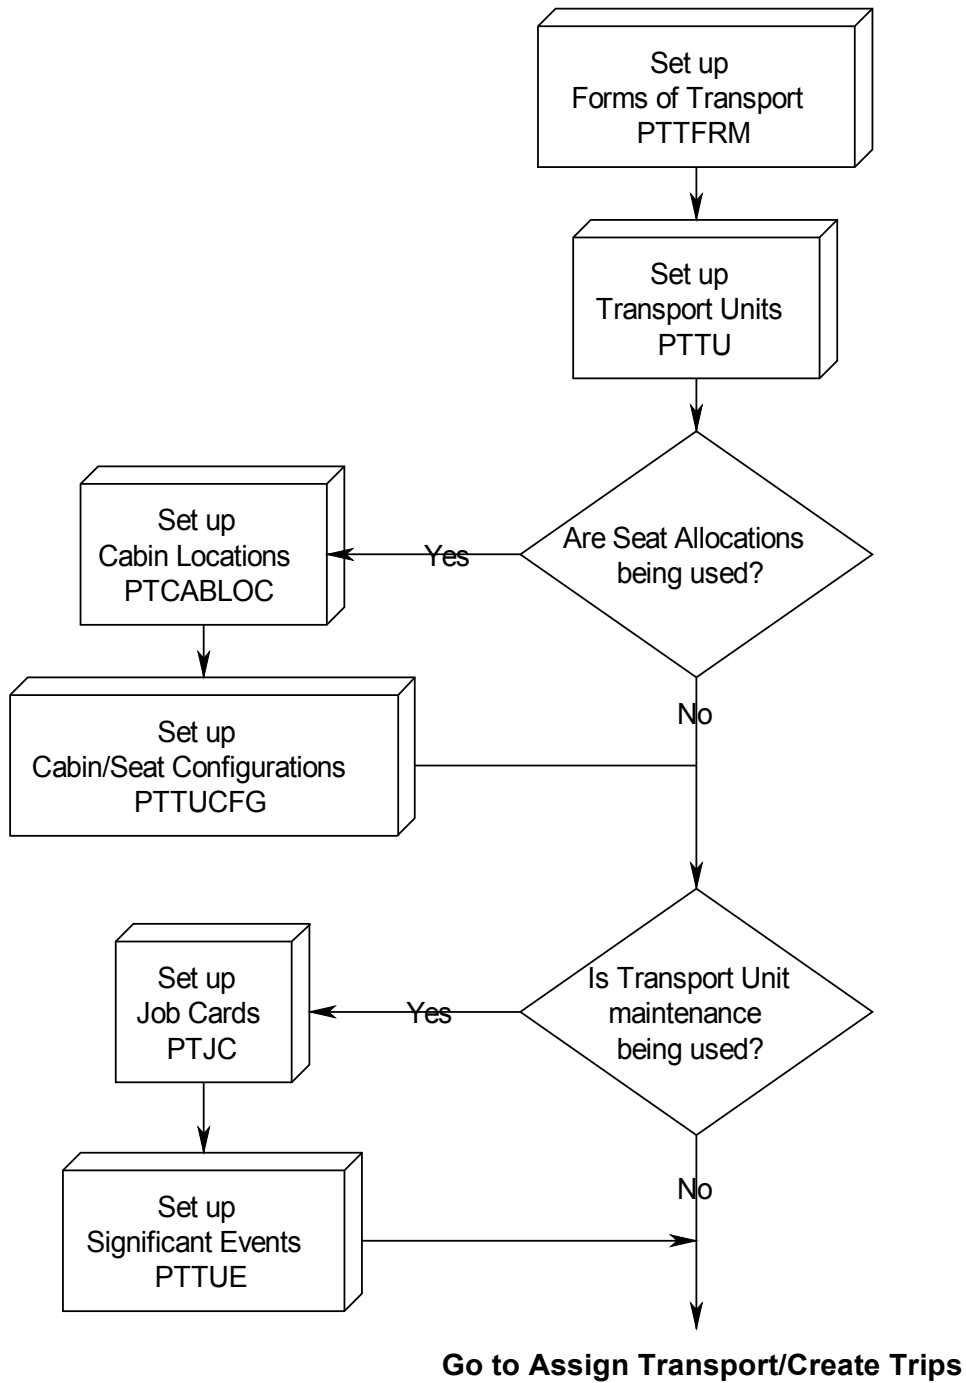 Set up
Forms of Transport
PTTFRM
Set up
Transport Units
PTTU
Are Seat Allocations
being used?
Yes
Set up
Cabin Locations
PTCABLOC
Set up
Cabin/Seat Configurations
PTTUCFG
No
Is Transport Unit
maintenance
being used?
Yes
Set up
Job Cards
PTJC
Set up
Significant Events
PTTUE
No
Go to Assign Transport/Create Trips